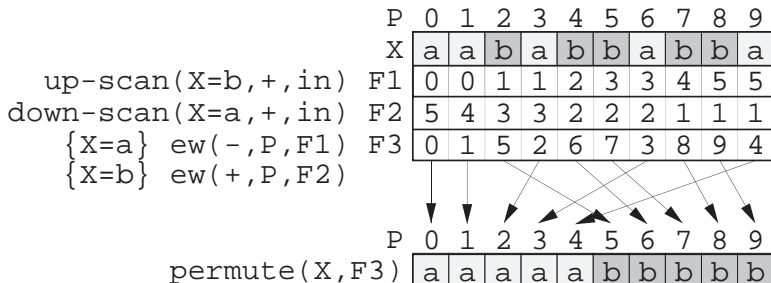 P 0 1 2 3 4 5 6 7 8 9
X a a b a b b a b b a
up-scan(X=b,+,in) F1 0 0 1 1 2 3 3 4 5 5
down-scan(X=a,+,in) F2 5 4 3 3 2 2 2 1 1 1
{X=a} ew(-,P,F1) F3 0 1 5 2 6 7 3 8 9 4
{X=b} ew(+,P,F2)
P 0 1 2 3 4 5 6 7 8 9
permute(X,F3) a a a a a b b b b b